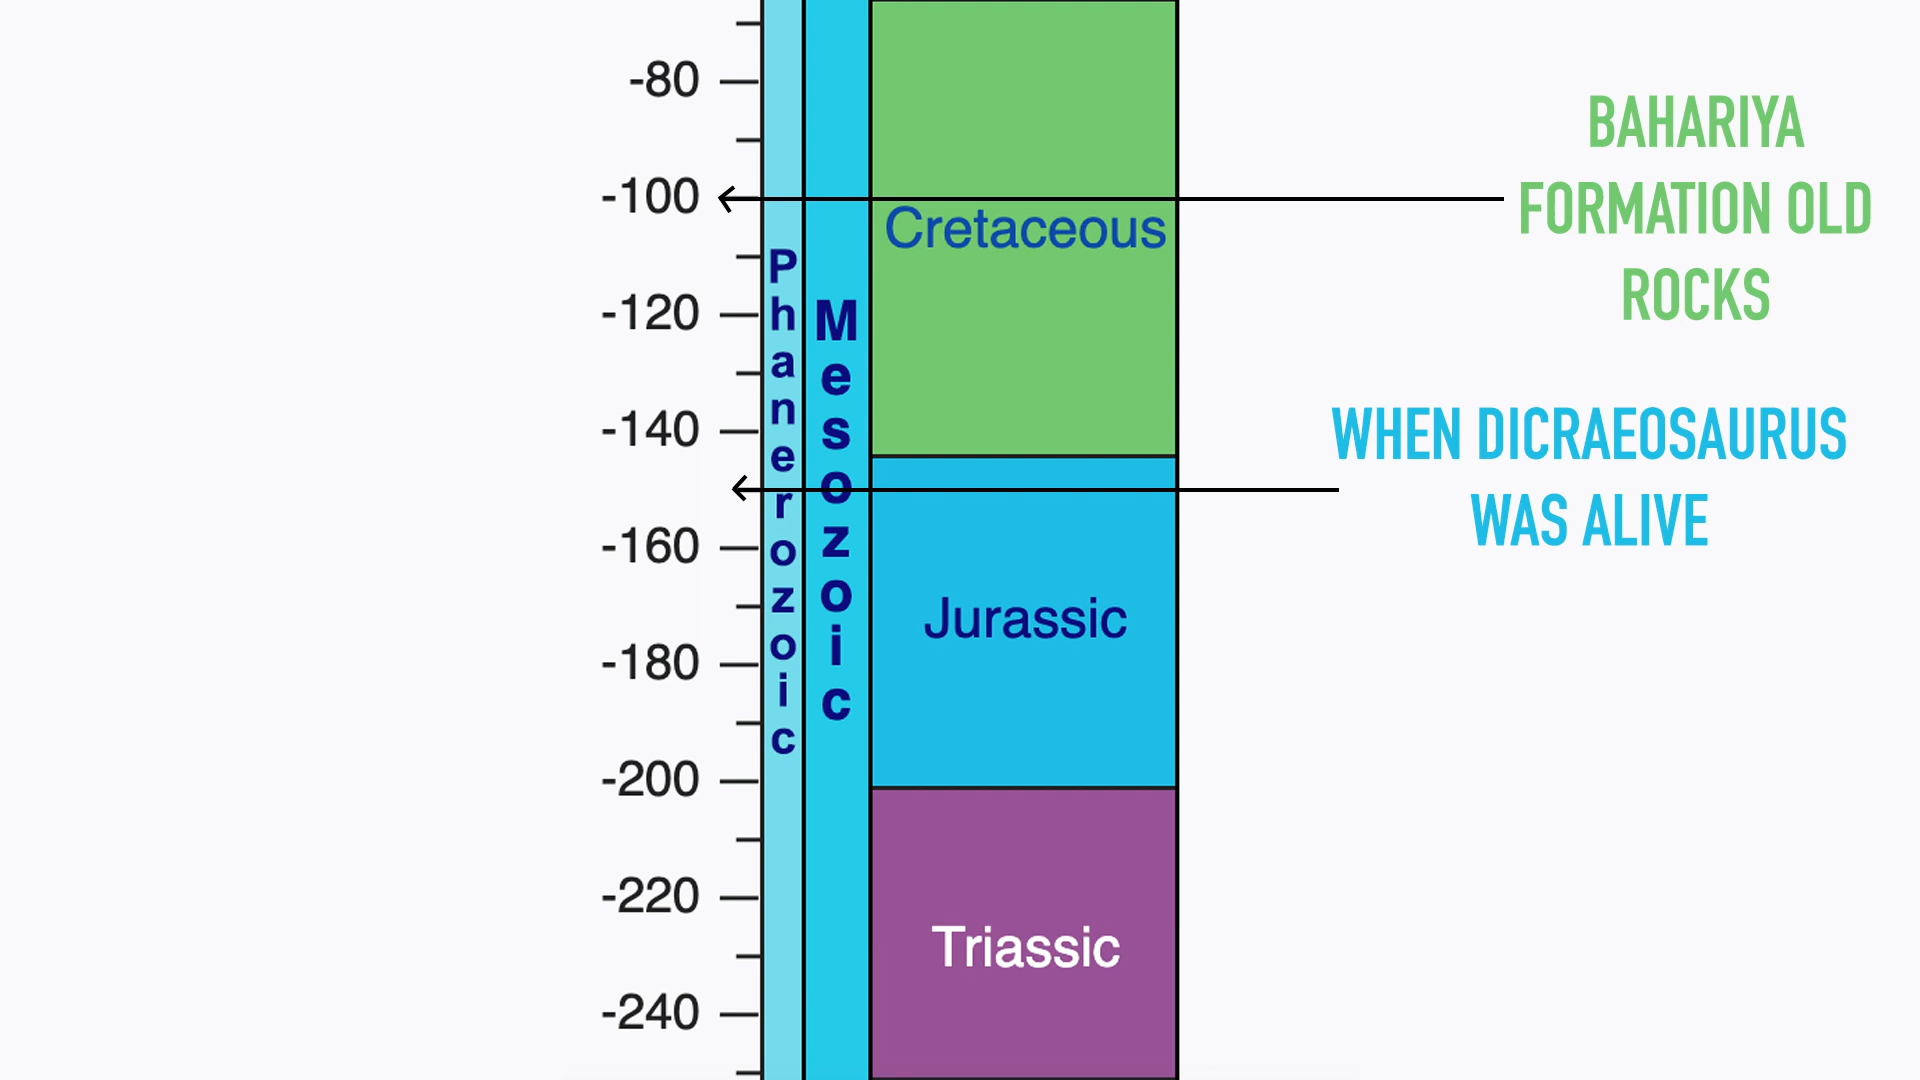 -80
-100
-120
-140
-160
-180
-200
-220
-240
Phanerozoic
Mesozoic
Cretaceous
Jurassic
Triassic
BAHARIYA
FORMATION OLD
ROCKS
WHEN DICRAEOSAURUS
WAS ALIVE